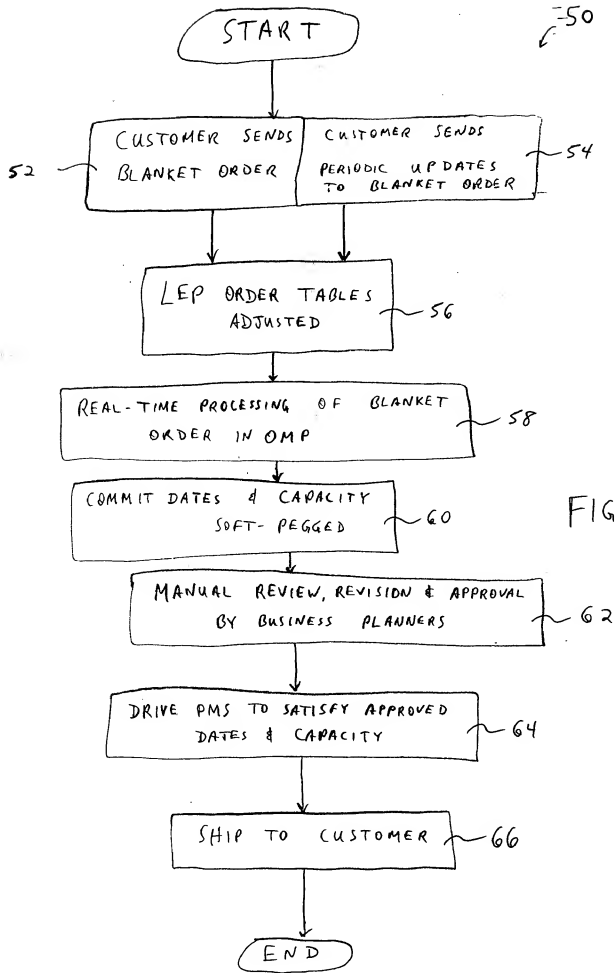 50
START
52
CUSTOMER SENDS
BLANKET ORDER
CUSTOMER SENDS
PERIODIC UPDATES
TO BLANKET ORDER
54
LEP ORDER TABLES
ADJUSTED
56
REAL-TIME PROCESSING OF BLANKET
ORDER IN OMP
58
COMMIT DATES & CAPACITY
SOFT-PEGGED
60
FIG
MANUAL REVIEW, REVISION & APPROVAL
BY BUSINESS PLANNERS
62
DRIVE PMS TO SATISFY APPROVED
DATES & CAPACITY
64
SHIP TO CUSTOMER
66
END